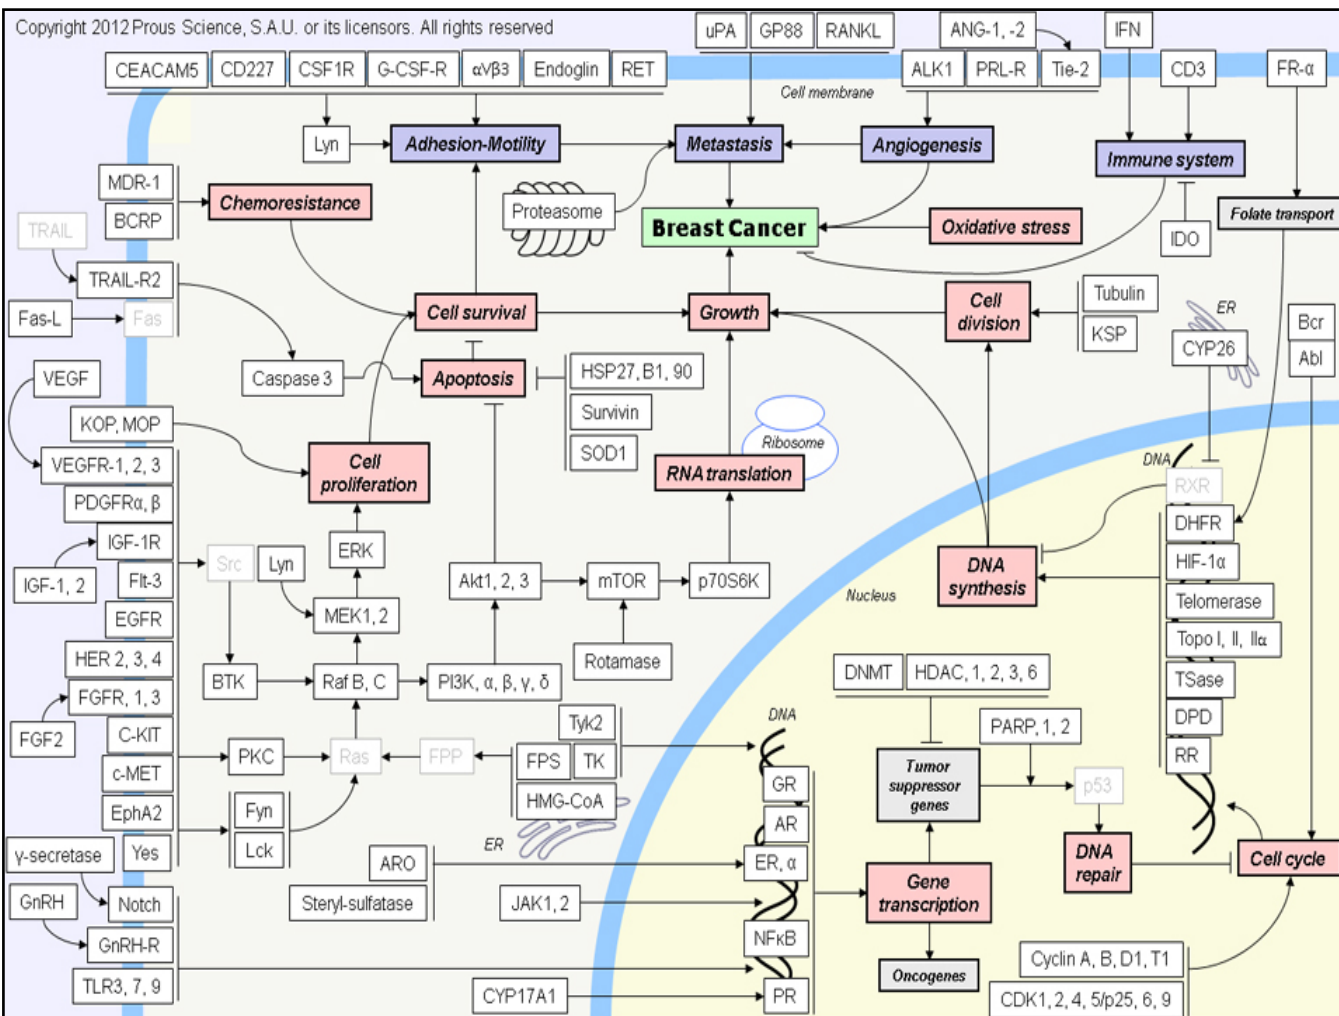 Copyright 2012 Prous Science, S.A.U. or its licensors. All rights reserved
uPA
GP88
RANKL
ANG-1, -2
IFN
CEACAM5
CD227
CSF1R
G-CSF-R
αVβ3
Endoglin
RET
ALK1
PRL-R
Tie-2
CD3
FR-α
Cell membrane
Lyn
Adhesion-Motility
Metastasis
Angiogenesis
Immune system
MDR-1
BCRP
Chemoresistance
Proteasome
Breast Cancer
Oxidative stress
IDO
Folate transport
TRAIL
TRAIL-R2
Fas-L
Fas
Cell survival
Growth
Cell
division
Tubulin
KSP
ER
CYP26
Bcr
Abl
VEGF
Caspase 3
Apoptosis
HSP27, B1, 90
Survivin
SOD1
KOP, MOP
Cell
proliferation
Ribosome
RNA translation
DNA
RXR
VEGFR-1, 2, 3
PDGFRα, β
IGF-1R
IGF-1, 2
Flt-3
EGFR
HER 2, 3, 4
FGFR, 1, 3
FGF2
C-KIT
c-MET
EphA2
Yes
Src
Lyn
ERK
MEK1, 2
Akt1, 2, 3
mTOR
p70S6K
Rotamase
BTK
Raf B, C
PI3K, α, β, γ, δ
Nucleus
DNA
synthesis
DHFR
HIF-1α
Telomerase
Topo I, II, IIα
TSase
DPD
RR
PKC
Ras
FPP
Tyk2
FPS
TK
HMG-CoA
ER
Fyn
Lck
DNMT
HDAC, 1, 2, 3, 6
PARP, 1, 2
Tumor
suppressor
genes
p53
DNA
repair
Cell cycle
DNA
GR
AR
ER, α
NFκB
PR
γ-secretase
Notch
GnRH
GnRH-R
TLR3, 7, 9
ARO
Steryl-sulfatase
JAK1, 2
CYP17A1
Gene
transcription
Oncogenes
Cyclin A, B, D1, T1
CDK1, 2, 4, 5/p25, 6, 9